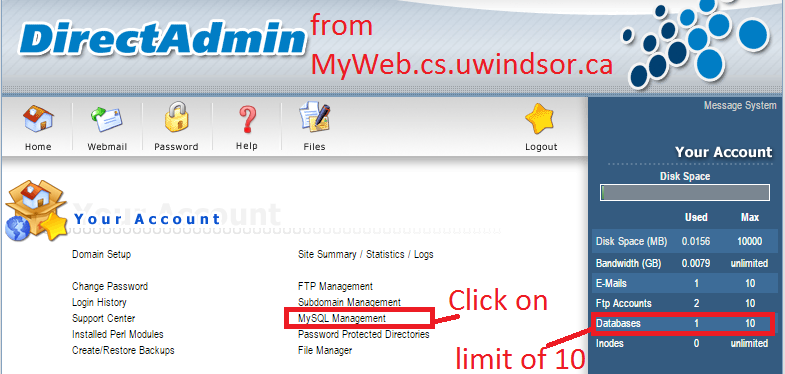 DirectAdmin
from
MyWeb.cs.uwindsor.ca
Message System
Home
Webmail
Password
Help
Files
Logout
Your Account
Your Account
Domain Setup
Site Summary / Statistics / Logs
Change Password
FTP Management
Login History
Subdomain Management
Support Center
MySQL Management
Installed Perl Modules
Password Protected Directories
Create/Restore Backups
File Manager
Click on
limit of 10
Your Account
Disk Space
Used Max
Disk Space (MB) 0.0156 10000
Bandwidth (GB) 0.0079 unlimited
E-Mails 1 10
Ftp Accounts 2 10
Databases 1 10
Inodes 0 unlimited